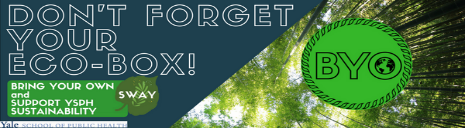 DON'T FORGET
YOUR
ECO-BOX!
BRING YOUR OWN
and
SUPPORT YSPH
SUSTAINABILITY
SWAY
Yale SCHOOL OF PUBLIC HEALTH
BYO